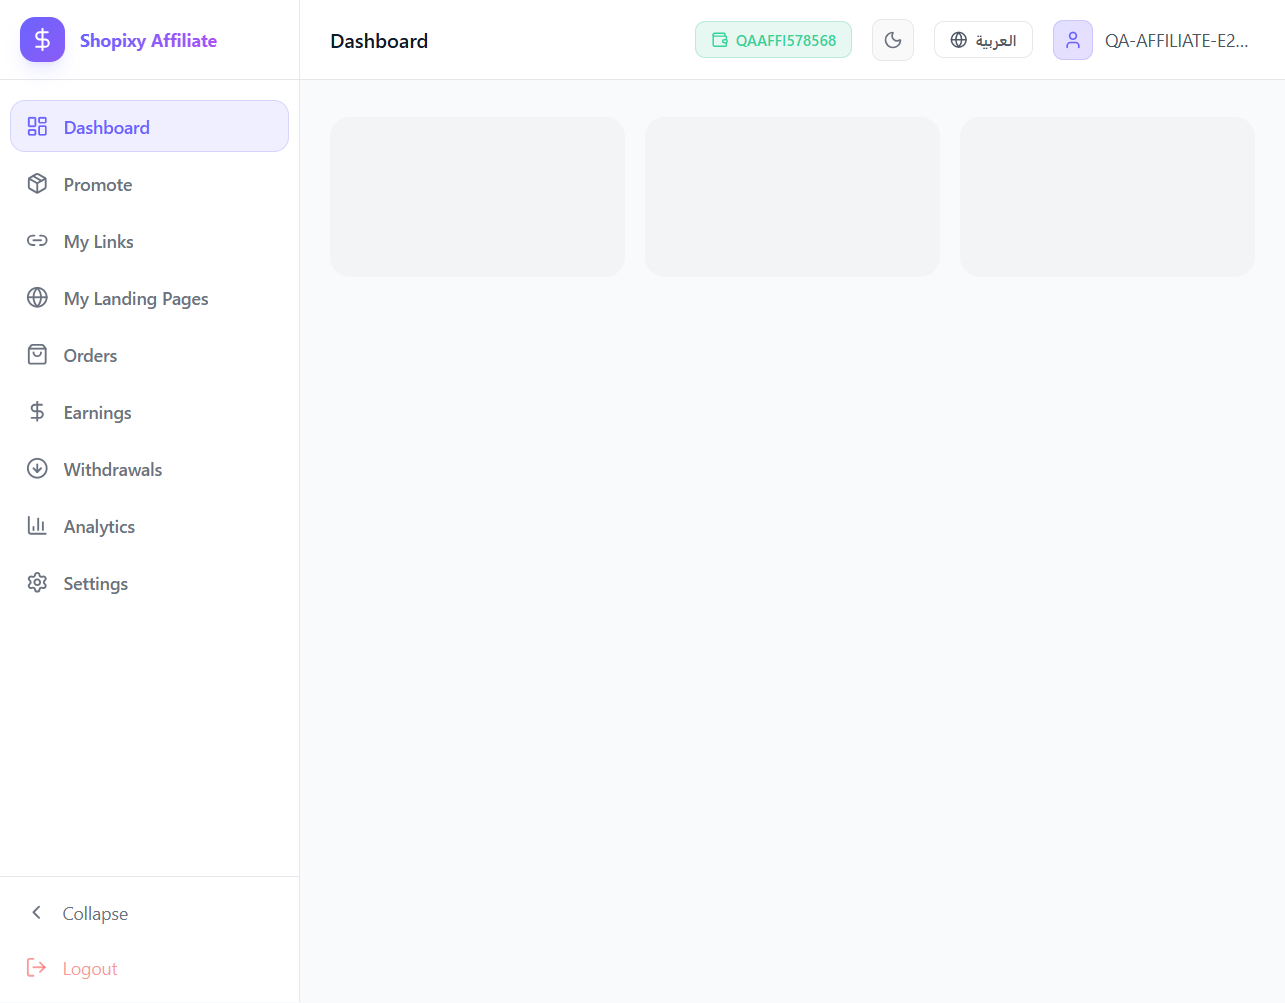 Shopixy Affiliate
Dashboard
QAAFFI578568
العربية
QA-AFFILIATE-E2...
Dashboard
Promote
My Links
My Landing Pages
Orders
Earnings
Withdrawals
Analytics
Settings
Collapse
Logout